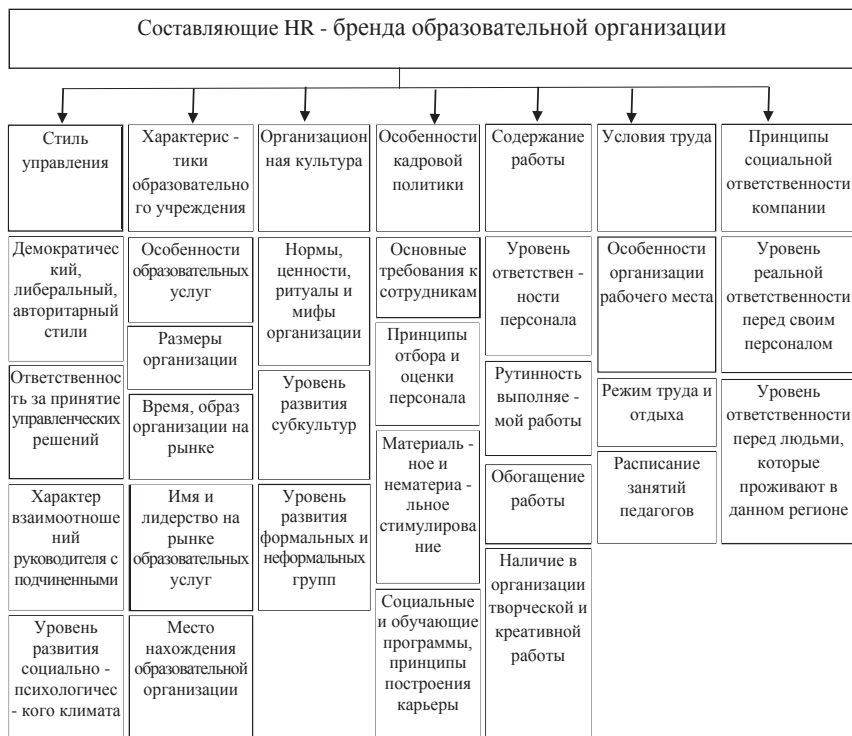 Составляющие HR - бренда образовательной организации
Стиль
управления
Характерис - тики
образовательно
го учреждения
Организацион
ная культура
Особенности
кадровой
политики
Содержание
работы
Условия труда
Принципы
социальной
ответственности
компании
Демократичес
кий,
либеральный,
авторитарный
стили
Ответственнос
ть за принятие
управленческих
решений
Характер
взаимоотношен
ий
руководителя с
подчиненными
Уровень
развития
социально -
психологичес
- кого климата
Особенности
образовательных
услуг
Размеры
организации
Время, образ
организации на
рынке
Имя и
лидерство на
рынке
образовательных
услуг
Место
нахождения
образовательной
организации
Нормы,
ценности,
ритуалы и
мифы
организации
Уровень
развития
субкультур
Уровень
развития
формальных и
неформальных
групп
Основные
требования к
сотрудникам
Принципы
отбора и
оценки
персонала
Материаль -
ное и
нематериа -
льное
стимулирова
ние
Социальные
и обучающие
программы,
принципы
построения
карьеры
Уровень
ответствен -
ности
персонала
Рутинность
выполняе -
мой работы
Обогащение
работы
Наличие в
организации
творческой и
креативной
работы
Особенности
организации
рабочего места
Режим труда и
отдыха
Расписание
занятий
педагогов
Уровень
реальной
ответственности
перед своим
персоналом
Уровень
ответственности
перед людьми,
которые
проживают в
данном регионе